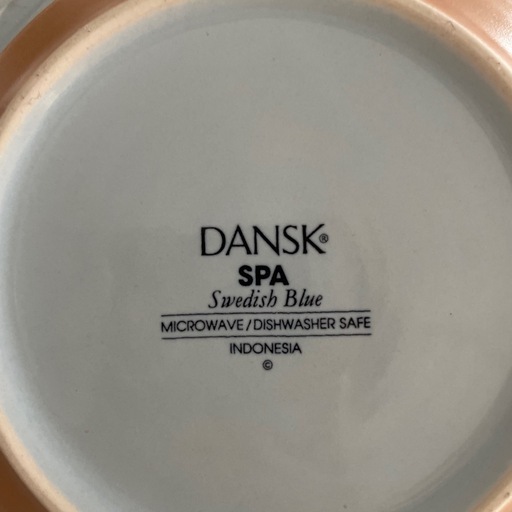 DANSK®
SPA
Swedish Blue
MICROWAVE/DISHWASHER SAFE
INDONESIA
©